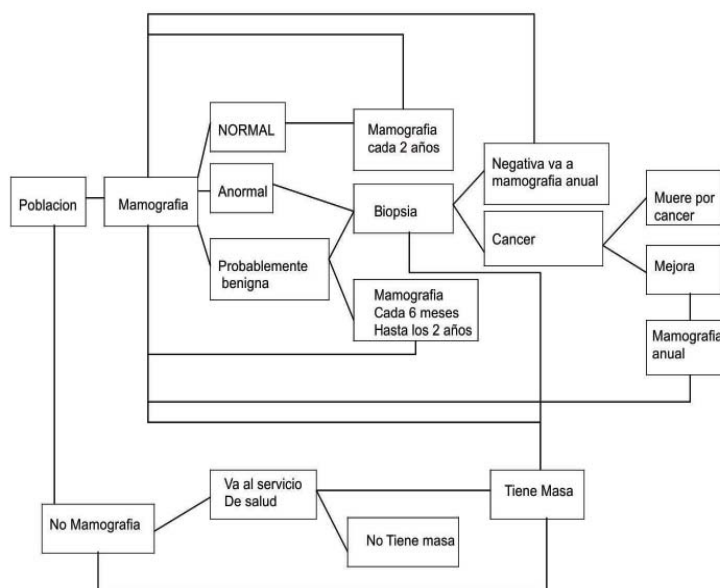 NORMAL
Mamografia
cada 2 años
Negativa va a
mamografia anual
Poblacion
Mamografia
Anormal
Biopsia
Muere por
cancer
Cancer
Probablemente
benigna
Mejora
Mamografia
Cada 6 meses
Hasta los 2 años
Mamografia
anual
Va al servicio
De salud
Tiene Masa
No Mamografia
No Tiene masa